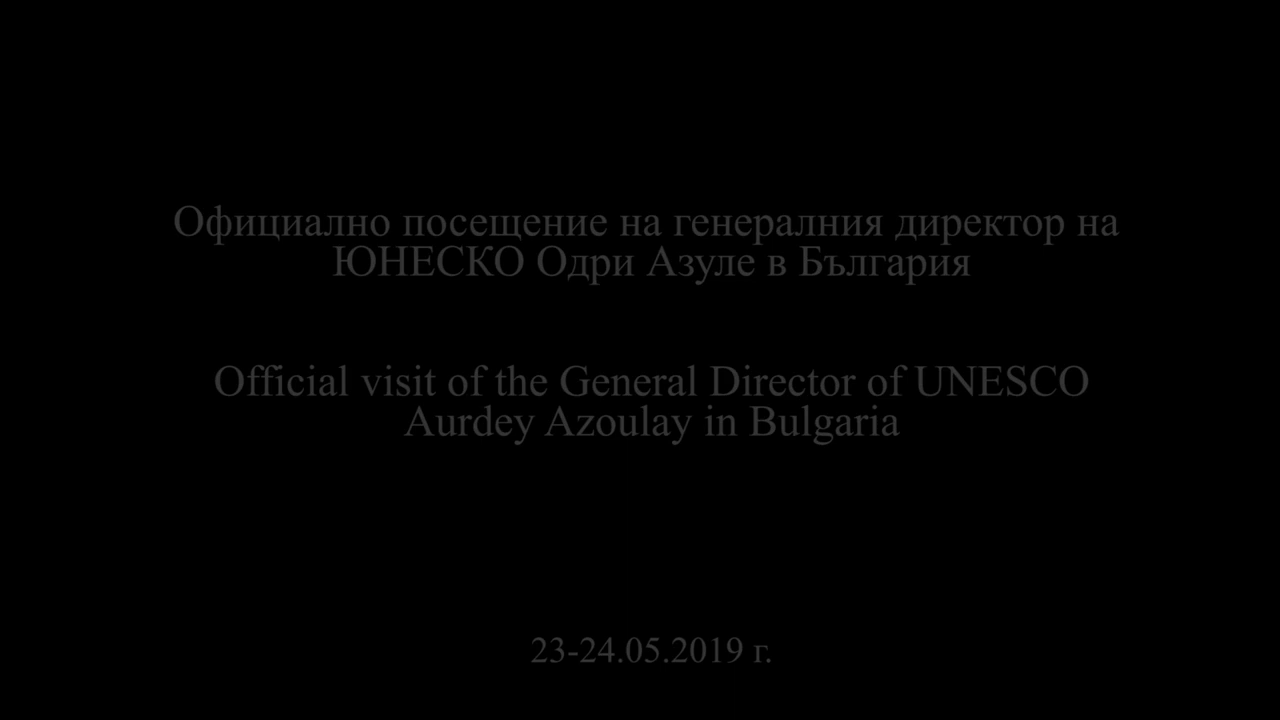 Официално посещение на генералния директор на
ЮНЕСКО Одри Азуле в България
Official visit of the General Director of UNESCO
Aurdey Azoulay in Bulgaria
23-24.05.2019 г.